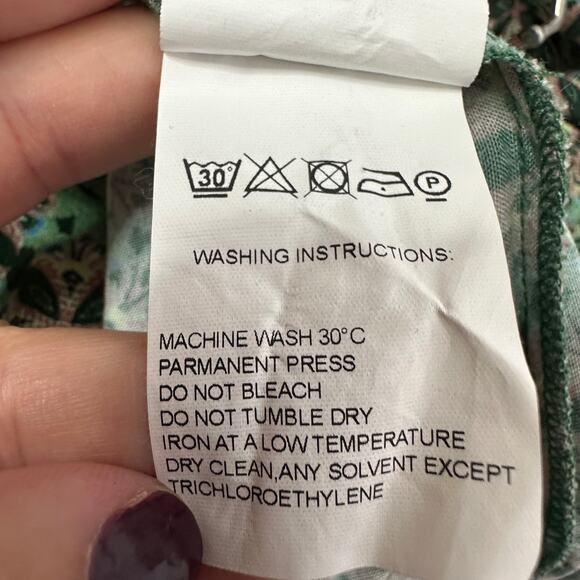 30°
P
WASHING INSTRUCTIONS:
MACHINE WASH 30°C
PARMANENT PRESS
DO NOT BLEACH
DO NOT TUMBLE DRY
IRON AT A LOW TEMPERATURE
DRY CLEAN,ANY SOLVENT EXCEPT
TRICHLOROETHYLENE